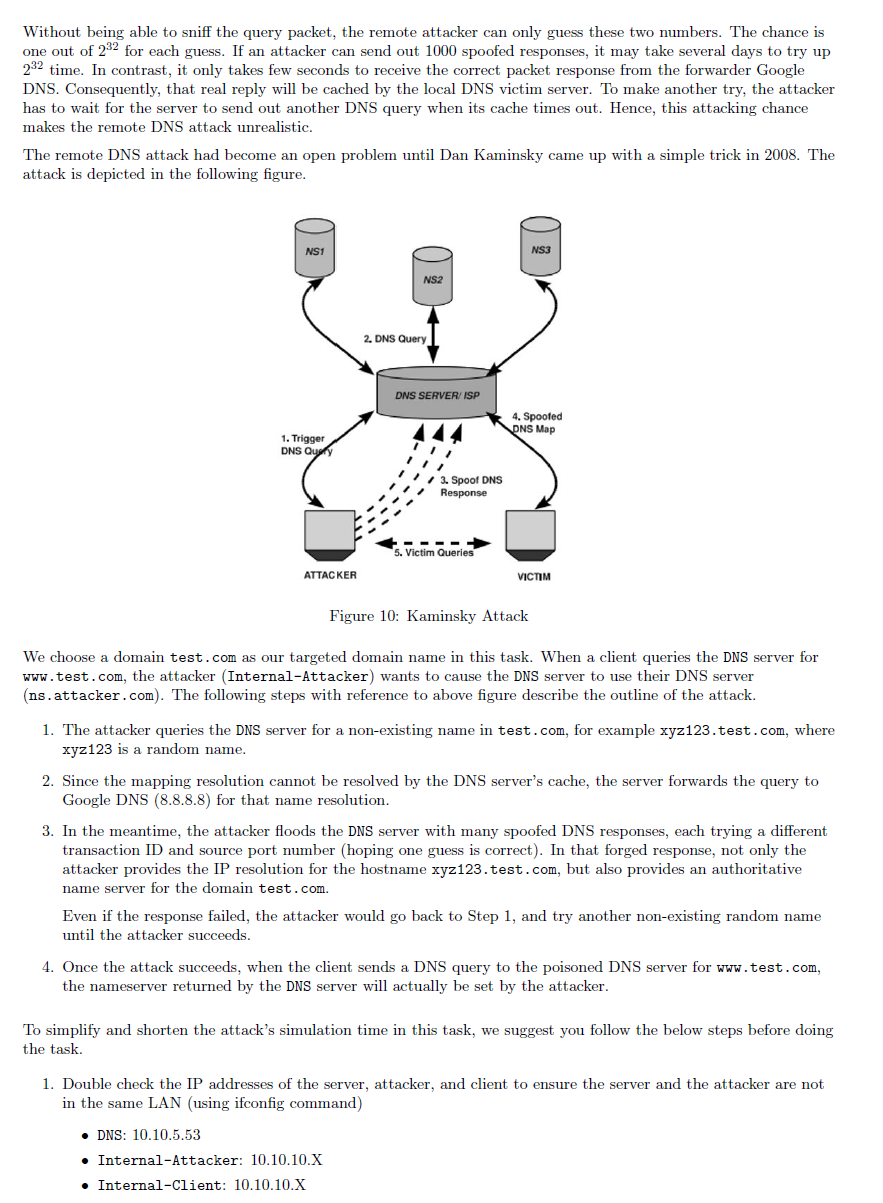 Without being able to sniff the query packet, the remote attacker can only guess these two numbers. The chance is
one out of 2^32 for each guess. If an attacker can send out 1000 spoofed responses, it may take several days to try up
2^32 time. In contrast, it only takes few seconds to receive the correct packet response from the forwarder Google
DNS. Consequently, that real reply will be cached by the local DNS victim server. To make another try, the attacker
has to wait for the server to send out another DNS query when its cache times out. Hence, this attacking chance
makes the remote DNS attack unrealistic.
The remote DNS attack had become an open problem until Dan Kaminsky came up with a simple trick in 2008. The
attack is depicted in the following figure.
NS1
NS2
NS3
2. DNS Query
DNS SERVER/ ISP
1. Trigger
DNS Query
4. Spoofed
DNS Map
3. Spoof DNS
Response
5. Victim Queries
ATTACKER
VICTIM
Figure 10: Kaminsky Attack
We choose a domain test.com as our targeted domain name in this task. When a client queries the DNS server for
www.test.com, the attacker (Internal-Attacker) wants to cause the DNS server to use their DNS server
(ns.attacker.com). The following steps with reference to above figure describe the outline of the attack.
1. The attacker queries the DNS server for a non-existing name in test.com, for example xyz123.test.com, where
xyz123 is a random name.
2. Since the mapping resolution cannot be resolved by the DNS server's cache, the server forwards the query to
Google DNS (8.8.8.8) for that name resolution.
3. In the meantime, the attacker floods the DNS server with many spoofed DNS responses, each trying a different
transaction ID and source port number (hoping one guess is correct). In that forged response, not only the
attacker provides the IP resolution for the hostname xyz123.test.com, but also provides an authoritative
name server for the domain test.com.
Even if the response failed, the attacker would go back to Step 1, and try another non-existing random name
until the attacker succeeds.
4. Once the attack succeeds, when the client sends a DNS query to the poisoned DNS server for www.test.com,
the nameserver returned by the DNS server will actually be set by the attacker.
To simplify and shorten the attack's simulation time in this task, we suggest you follow the below steps before doing
the task.
1. Double check the IP addresses of the server, attacker, and client to ensure the server and the attacker are not
in the same LAN (using ifconfig command)
• DNS: 10.10.5.53
• Internal-Attacker: 10.10.10.X
• Internal-Client: 10.10.10.X